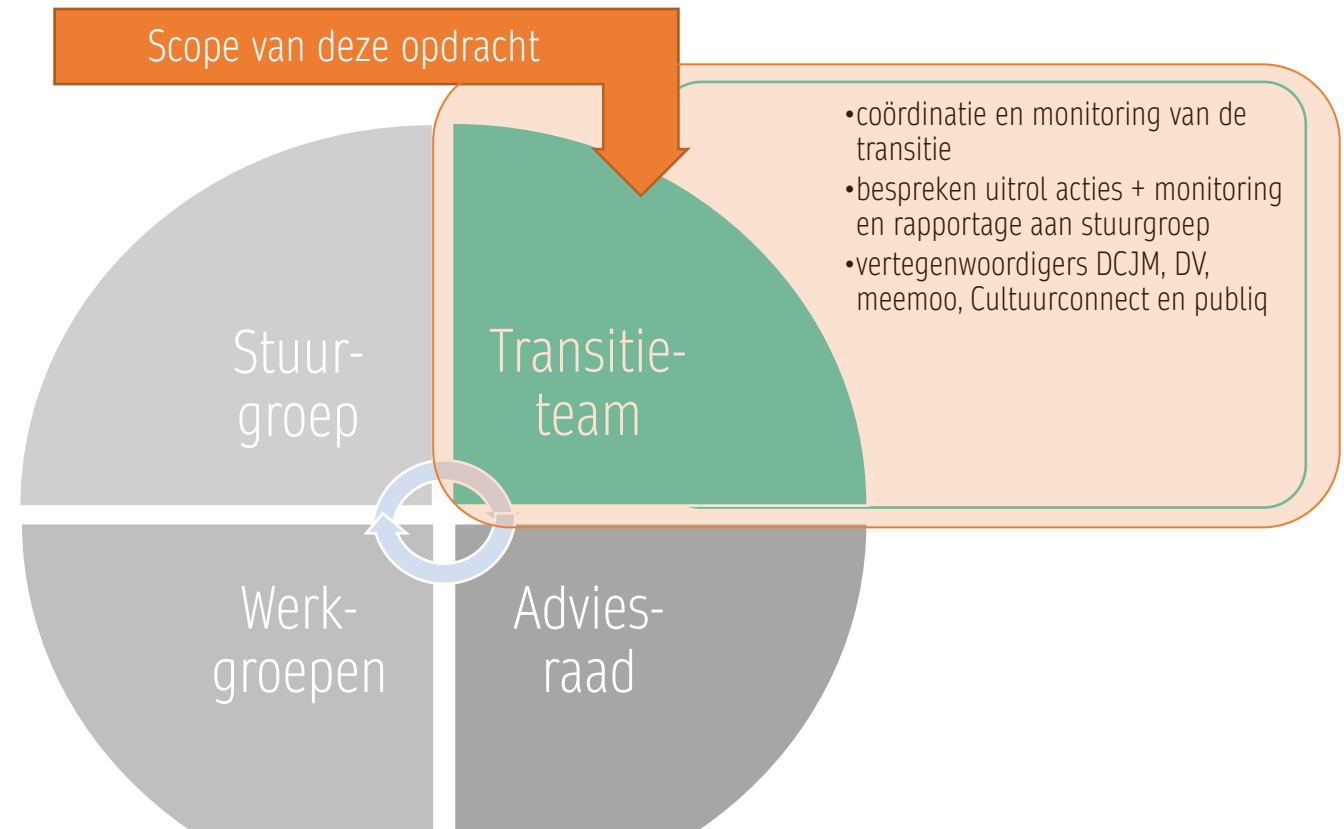 Scope van deze opdracht
•coördinatie en monitoring van de
transitie
•bespreken uitrol acties + monitoring
en rapportage aan stuurgroep
•vertegenwoordigers DCJM, DV,
meemoo, Cultuurconnect en publiq
Stuur-
groep
Transitie-
team
Werk-
groepen
Advies-
raad